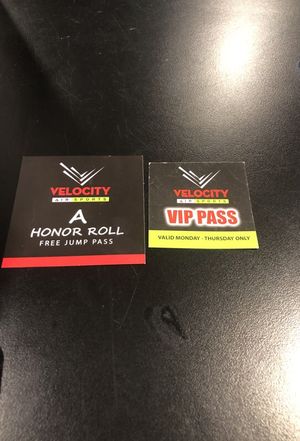 VELOCITY
AIR SPORTS
A
HONOR ROLL
FREE JUMP PASS
VELOCITY
AIR SPORTS
VIP PASS
VALID MONDAY - THURSDAY ONLY